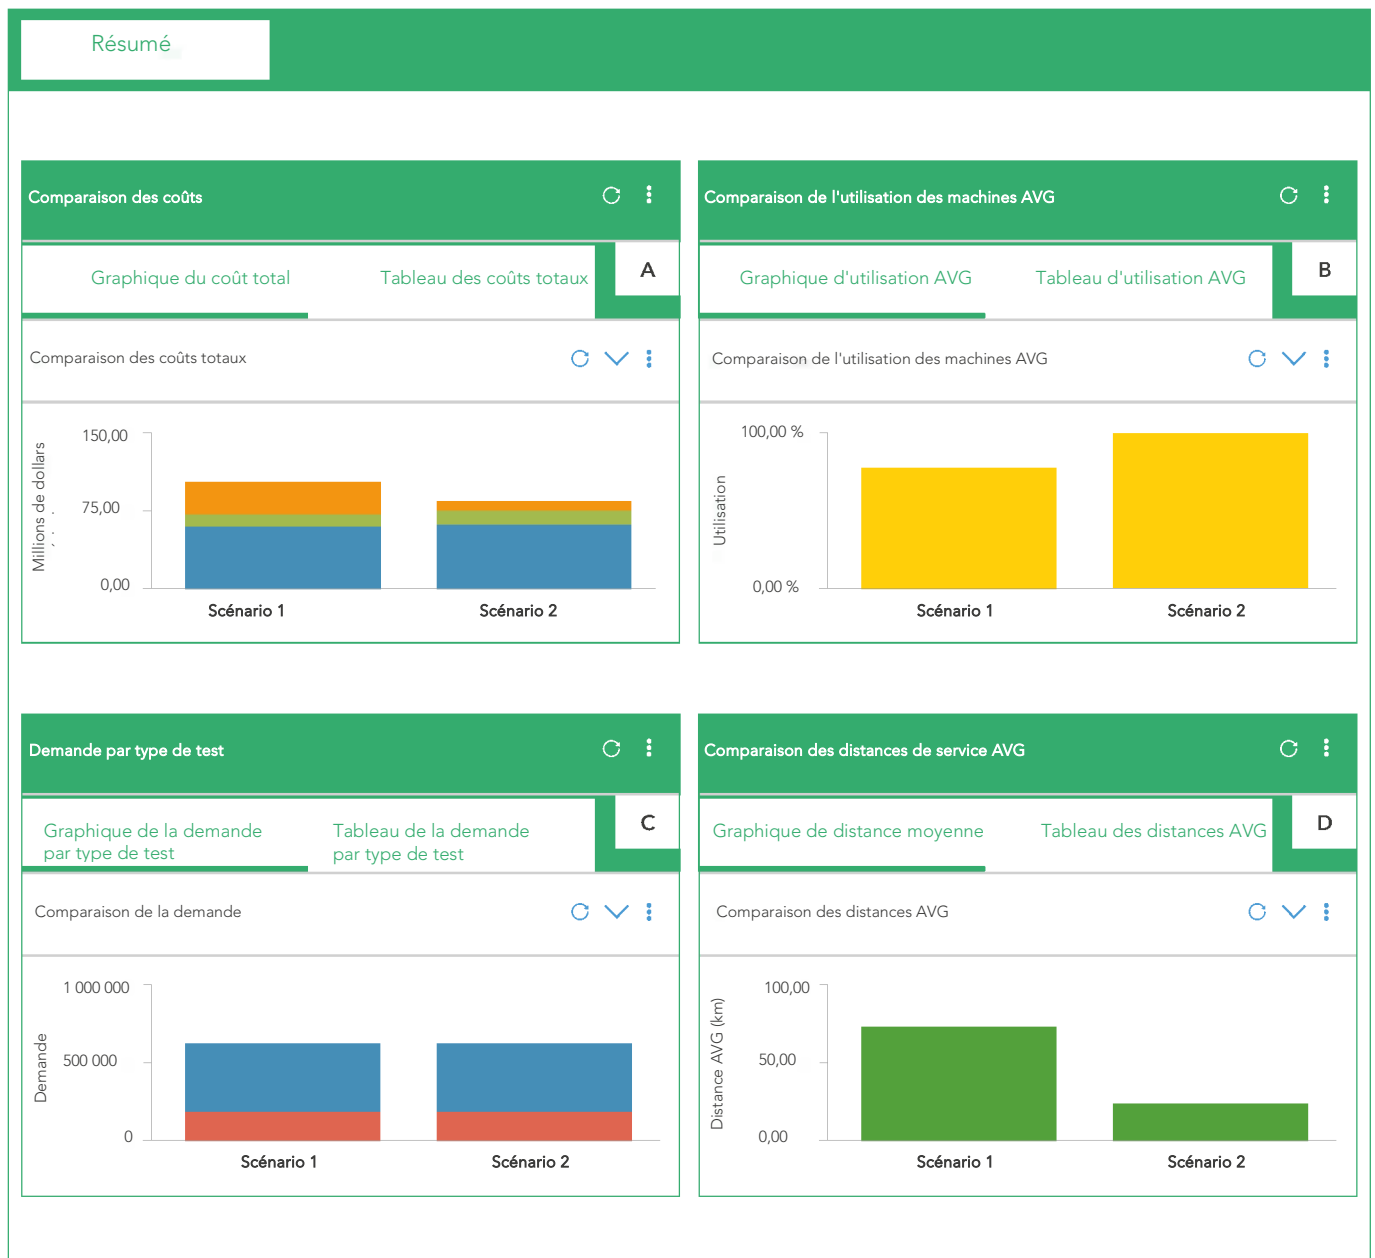 Résumé
Comparaison des coûts
Graphique du coût total
Tableau des coûts totaux
A
Comparaison des coûts totaux
Millions de dollars
150,00
75,00
0,00
Scénario 1
Scénario 2
Comparaison de l'utilisation des machines AVG
Graphique d'utilisation AVG
Tableau d'utilisation AVG
B
Comparaison de l'utilisation des machines AVG
Utilisation
100,00 %
0,00 %
Scénario 1
Scénario 2
Demande par type de test
Graphique de la demande
par type de test
Tableau de la demande
par type de test
C
Comparaison de la demande
Demande
1 000 000
500 000
0
Scénario 1
Scénario 2
Comparaison des distances de service AVG
Graphique de distance moyenne
Tableau des distances AVG
D
Comparaison des distances AVG
Distance AVG (km)
100,00
50,00
0,00
Scénario 1
Scénario 2